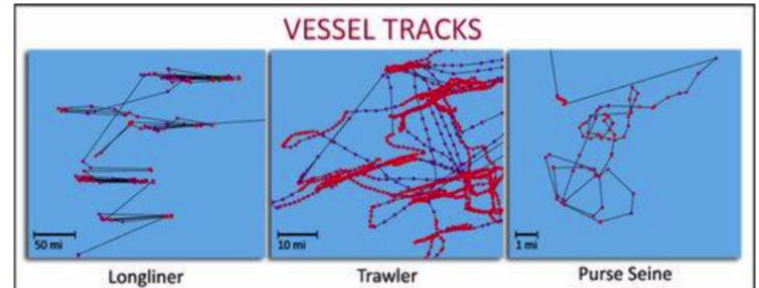 VESSEL TRACKS
50 mi
10 mi
1 mi
Longliner
Trawler
Purse Seine